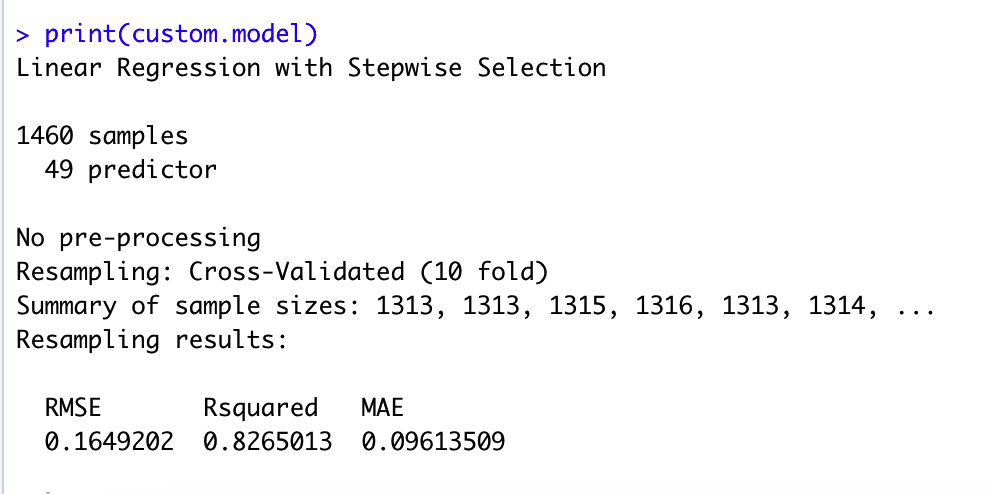 > print(custom.model)
Linear Regression with Stepwise Selection
1460 samples
49 predictor
No pre-processing
Resampling: Cross-Validated (10 fold)
Summary of sample sizes: 1313, 1313, 1315, 1316, 1313, 1314, ...
Resampling results:
RMSE Rsquared MAE
0.1649202 0.8265013 0.09613509